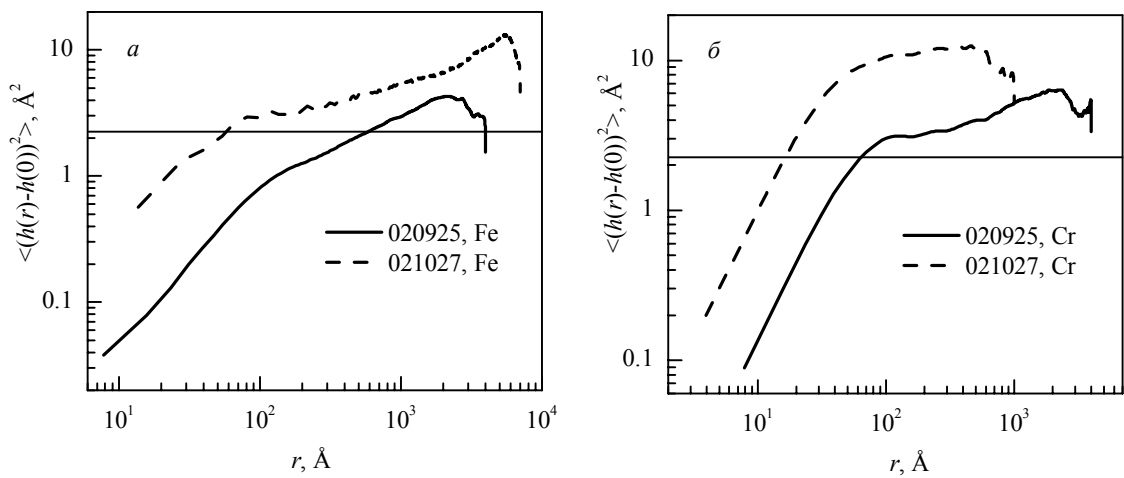 а
10
1
0.1
<(h(r)-h(0))²>, Å²
020925, Fe
021027, Fe
10¹
10²
10³
10⁴
r, Å
б
10
1
0.1
<(h(r)-h(0))²>, Å²
020925, Cr
021027, Cr
10¹
10²
10³
r, Å